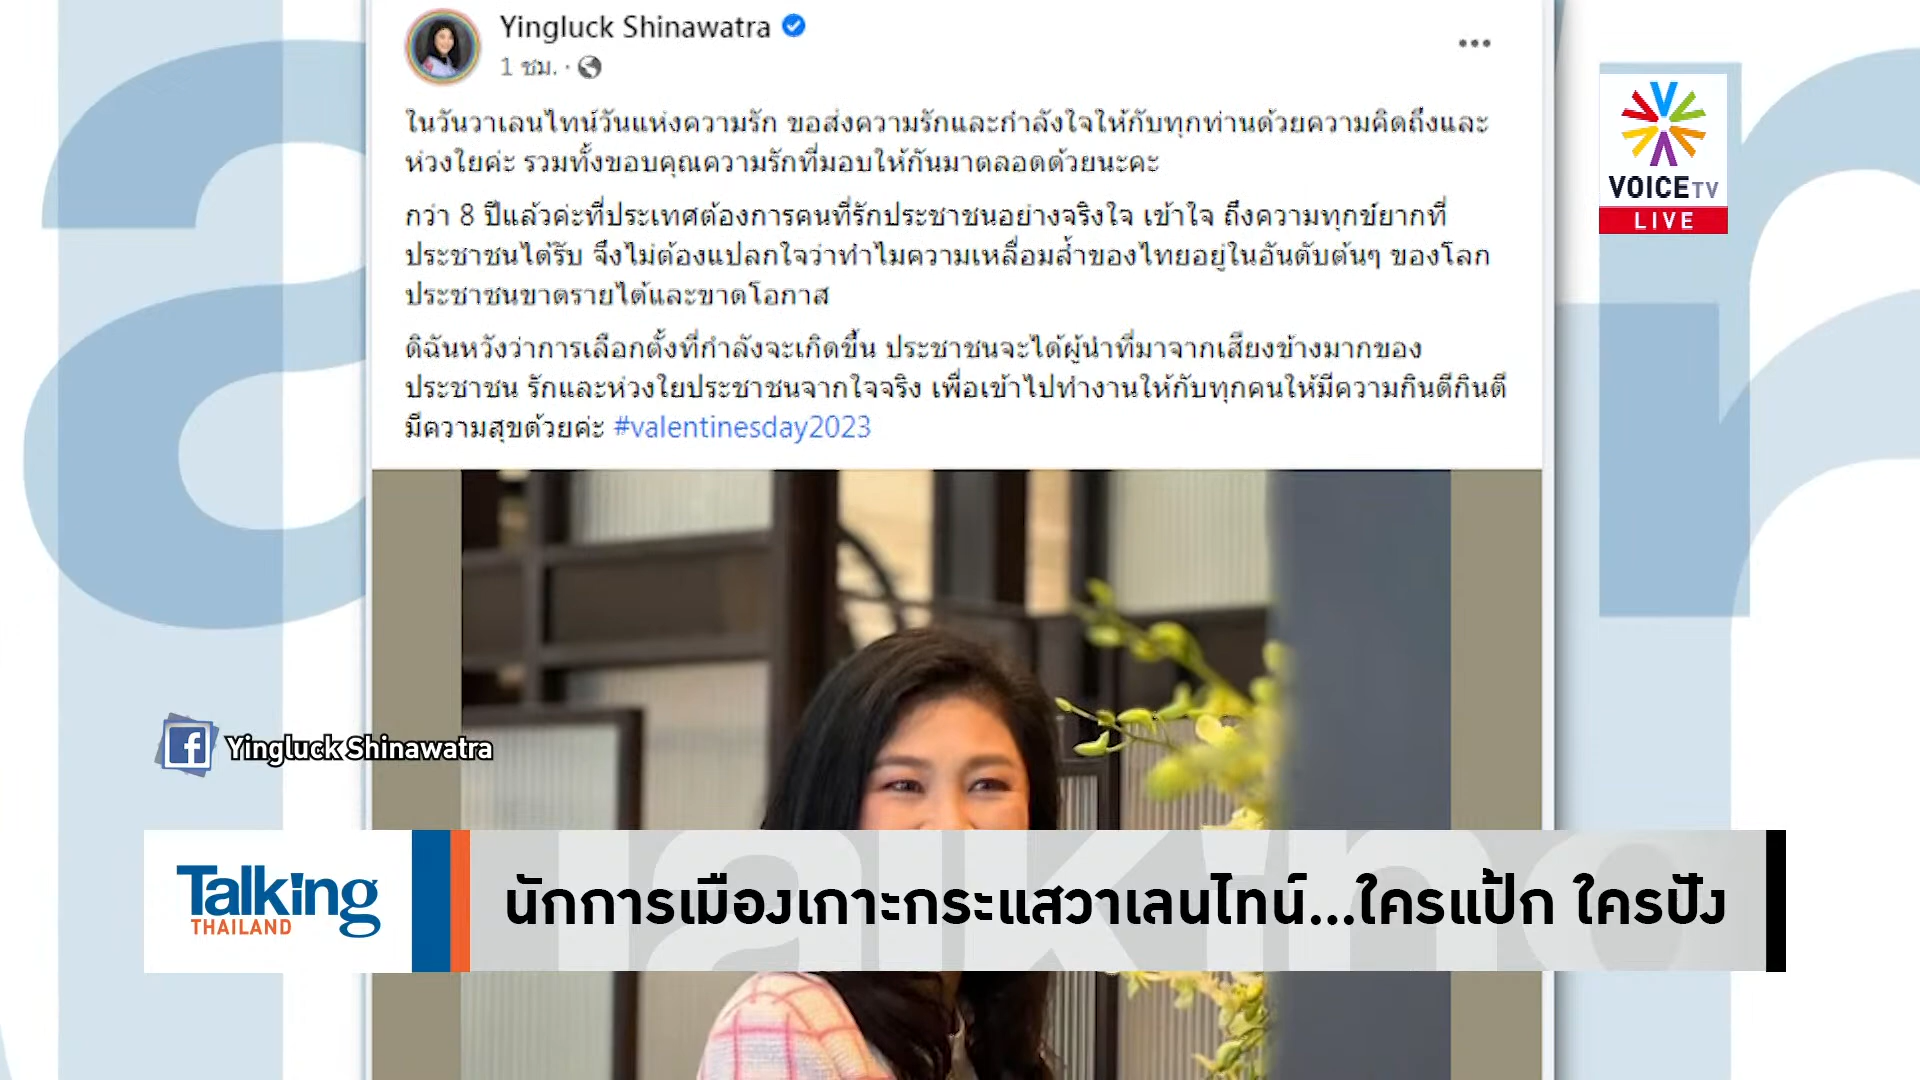 Yingluck Shinawatra
1 ชม. ·
ในวันวาเลนไทน์วันแห่งความรัก ขอส่งความรักและกำลังใจให้กับทุกท่านด้วยความคิดถึงและ
ห่วงใยค่ะ รวมทั้งขอบคุณความรักที่มอบให้กันมาตลอดด้วยนะคะ
กว่า 8 ปีแล้วค่ะที่ประเทศต้องการคนที่รักประชาชนอย่างจริงใจ เข้าใจ ถึงความทุกข์ยากที่
ประชาชนได้รับ จึงไม่ต้องแปลกใจว่าทำไมความเหลื่อมล้ำของไทยอยู่ในอันดับต้นๆ ของโลก
ประชาชนขาดรายได้และขาดโอกาส
ดิฉันหวังว่าการเลือกตั้งที่กำลังจะเกิดขึ้น ประชาชนจะได้ผู้นำที่มาจากเสียงข้างมากของ
ประชาชน รักและห่วงใยประชาชนจากใจจริง เพื่อเข้าไปทำงานให้กับทุกคนให้มีความกินดีกินดี
มีความสุขด้วยค่ะ #valentinesday2023
VOICE TV
LIVE
Yingluck Shinawatra
Talking
THAILAND
นักการเมืองเกาะกระแสวาเลนไทน์...ใครแป้ก ใครปัง